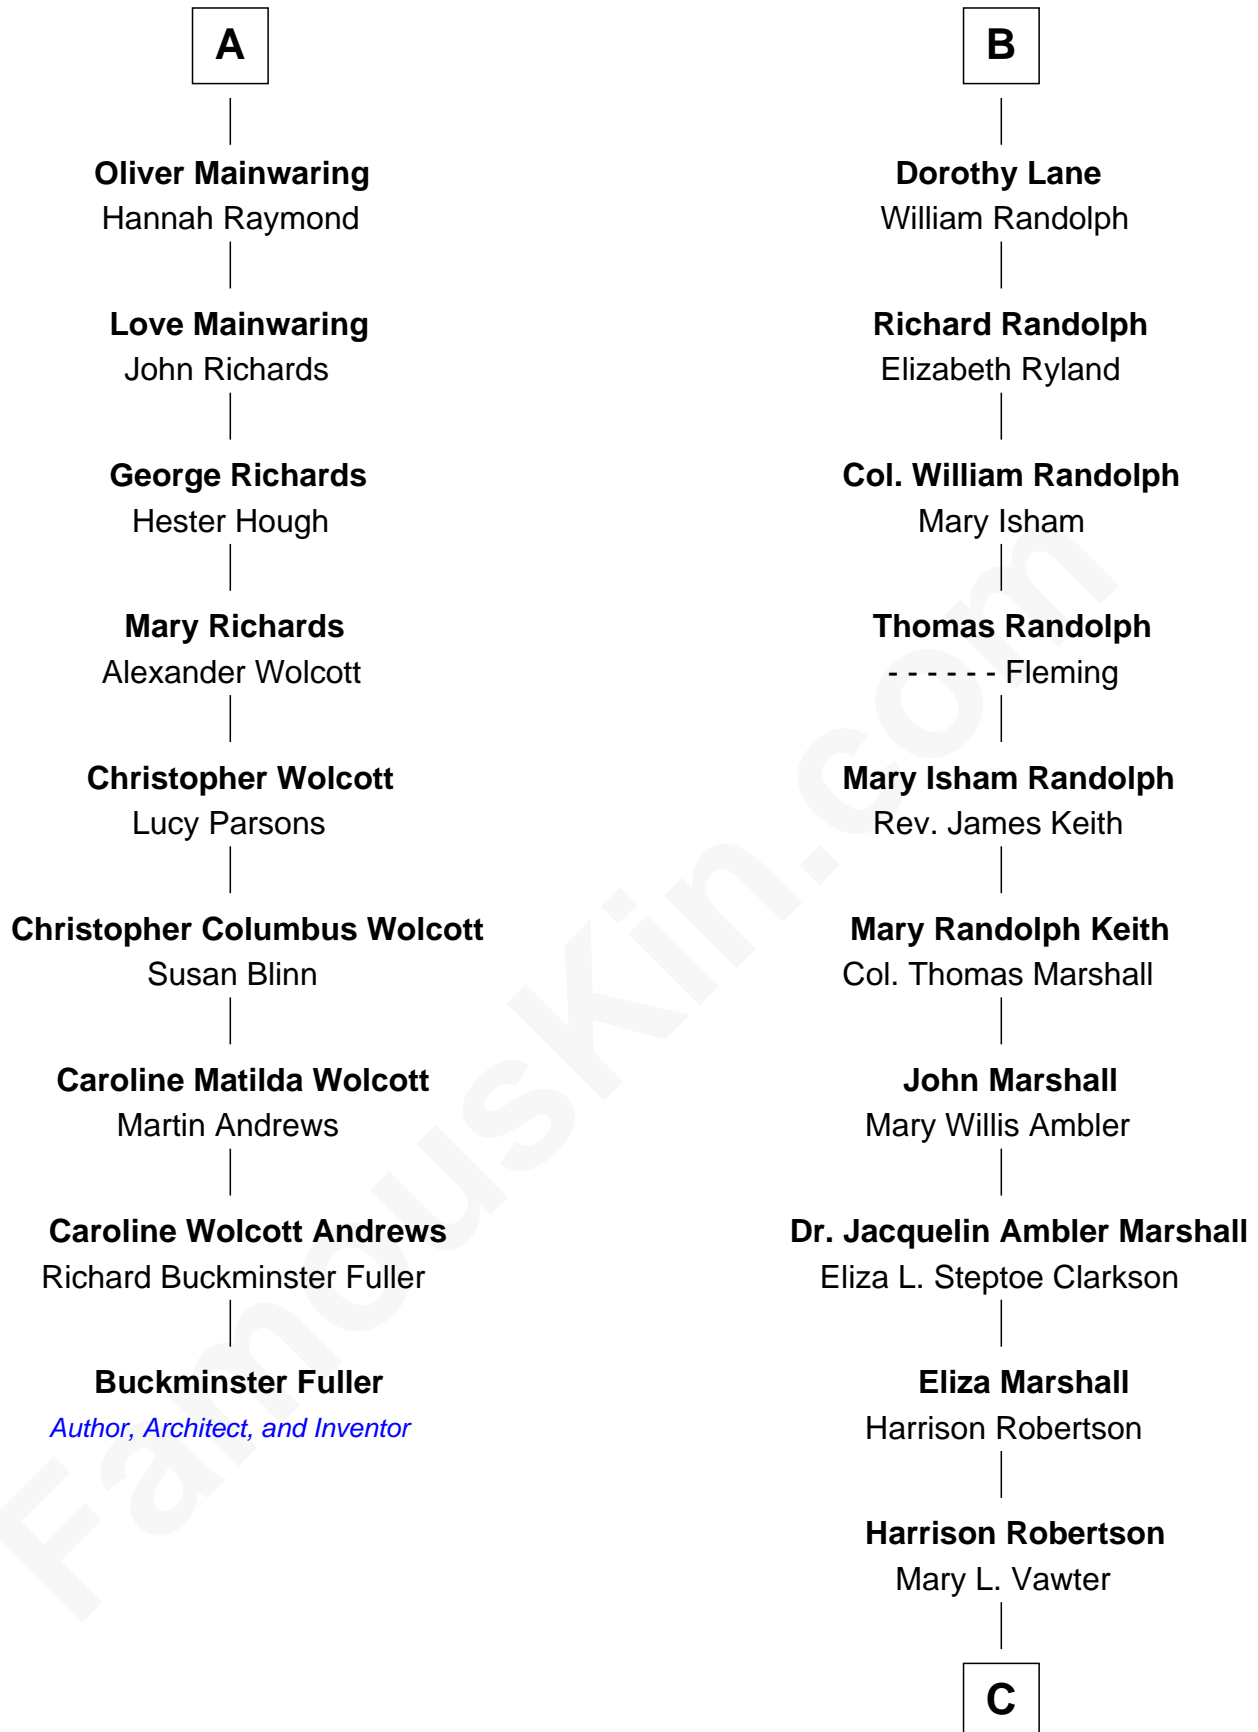 A
Oliver Mainwaring
Hannah Raymond
Love Mainwaring
John Richards
George Richards
Hester Hough
Mary Richards
Alexander Wolcott
Christopher Wolcott
Lucy Parsons
Christopher Columbus Wolcott
Susan Blinn
Caroline Matilda Wolcott
Martin Andrews
Caroline Wolcott Andrews
Richard Buckminster Fuller
Buckminster Fuller
Author, Architect, and Inventor
B
Dorothy Lane
William Randolph
Richard Randolph
Elizabeth Ryland
Col. William Randolph
Mary Isham
Thomas Randolph
- - - - - - Fleming
Mary Isham Randolph
Rev. James Keith
Mary Randolph Keith
Col. Thomas Marshall
John Marshall
Mary Willis Ambler
Dr. Jacquelin Ambler Marshall
Eliza L. Steptoe Clarkson
Eliza Marshall
Harrison Robertson
Harrison Robertson
Mary L. Vawter
C
FamousKin.com